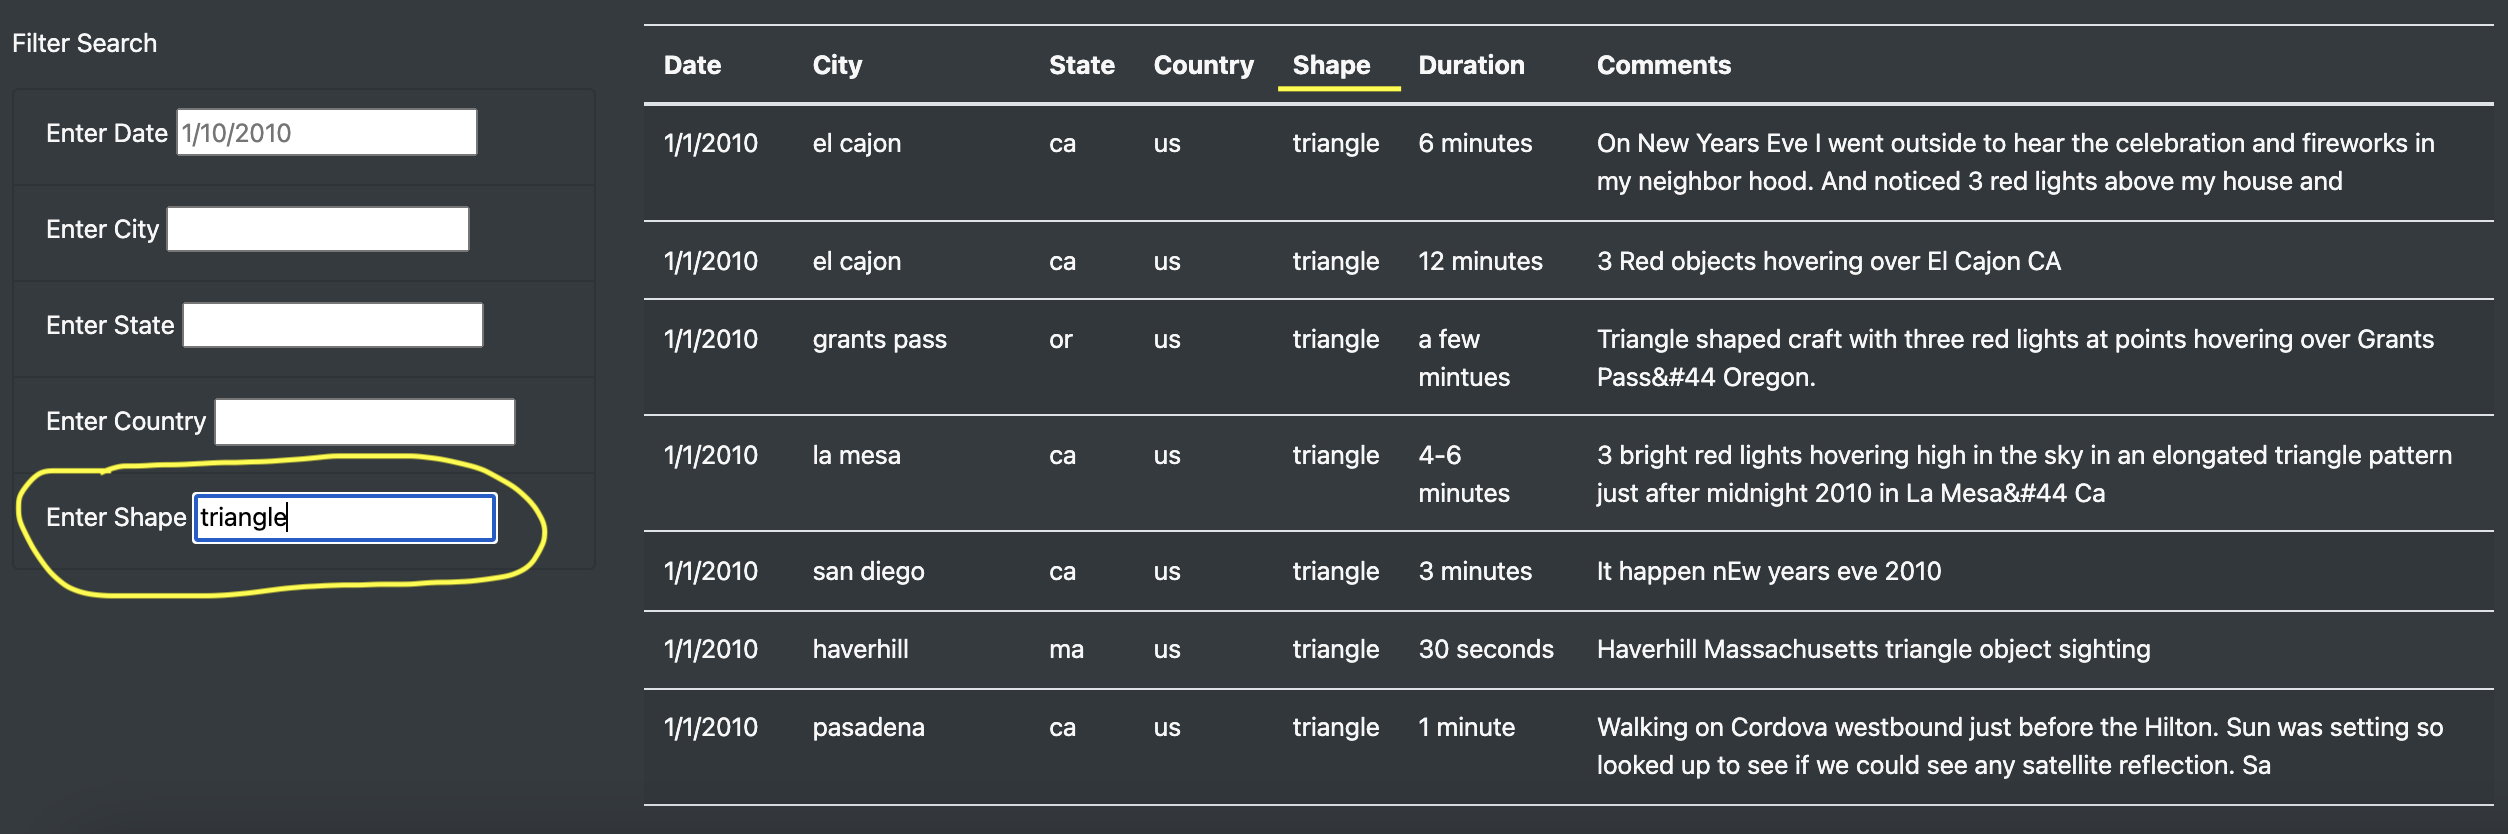 Filter Search
Enter Date 1/10/2010
Enter City
Enter State
Enter Country
Enter Shape triangle
Date City State Country Shape Duration Comments
1/1/2010 el cajon ca us triangle 6 minutes On New Years Eve I went outside to hear the celebration and fireworks in
my neighbor hood. And noticed 3 red lights above my house and
1/1/2010 el cajon ca us triangle 12 minutes 3 Red objects hovering over El Cajon CA
1/1/2010 grants pass or us triangle a few Triangle shaped craft with three red lights at points hovering over Grants
mintues Pass&#44 Oregon.
1/1/2010 la mesa ca us triangle 4-6 3 bright red lights hovering high in the sky in an elongated triangle pattern
minutes just after midnight 2010 in La Mesa&#44 Ca
1/1/2010 san diego ca us triangle 3 minutes It happen nEw years eve 2010
1/1/2010 haverhill ma us triangle 30 seconds Haverhill Massachusetts triangle object sighting
1/1/2010 pasadena ca us triangle 1 minute Walking on Cordova westbound just before the Hilton. Sun was setting so
looked up to see if we could see any satellite reflection. Sa